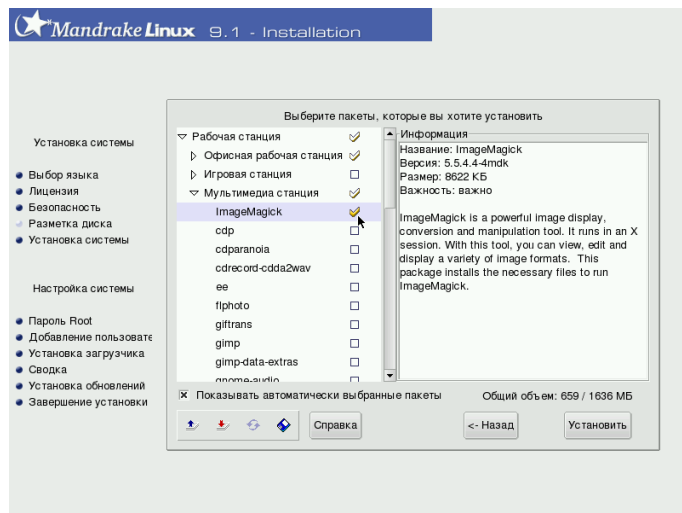 Mandrake Linux 9.1 - Installation
Установка системы
Выбор языка
Лицензия
Безопасность
Разметка диска
Установка системы
Настройка системы
Пароль Root
Добавление пользовате
Установка загрузчика
Сводка
Установка обновлений
Завершение установки
Выберите пакеты, которые вы хотите установить
Рабочая станция
Офисная рабочая станция
Игровая станция
Мультимедиа станция
ImageMagick
cdp
cdparanoia
cdrecord-cdda2wav
ee
flphoto
giftrans
gimp
gimp-data-extras
gnome-audio
Информация
Название: ImageMagick
Версия: 5.5.4.4-4mdk
Размер: 8622 КБ
Важность: важно
ImageMagick is a powerful image display,
conversion and manipulation tool. It runs in an X
session. With this tool, you can view, edit and
display a variety of image formats.  This
package installs the necessary files to run
ImageMagick.
Показывать автоматически выбранные пакеты
Общий объем: 659 / 1636 МБ
Справка
<- Назад
Установить